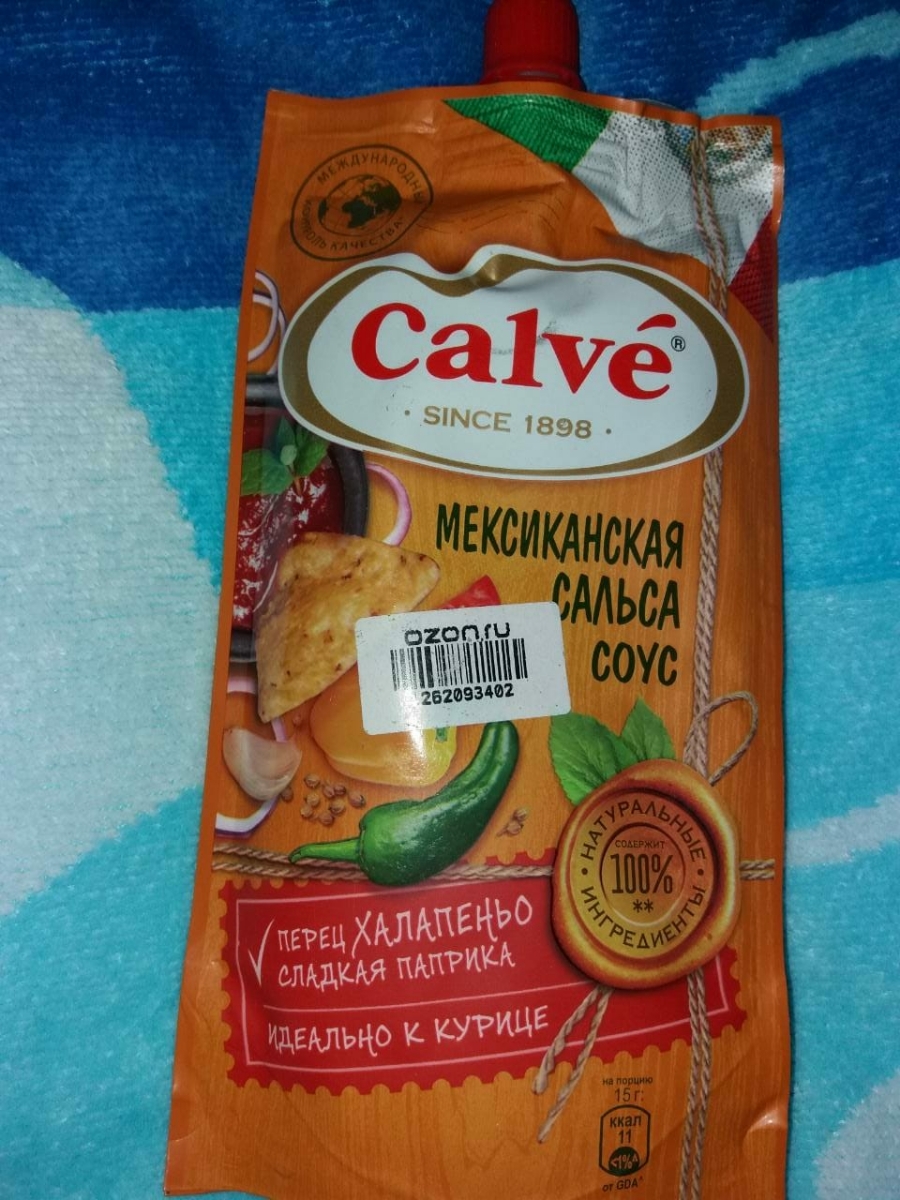 МЕЖДУНАРОДНЫЙ
КОНТРОЛЬ КАЧЕСТВА
Calvé®
· SINCE 1898 ·
МЕКСИКАНСКАЯ
САЛЬСА
СОУС
ozon.ru
262093402
НАТУРАЛЬНЫЕ
СОДЕРЖИТ
100%
**
ИНГРЕДИЕНТЫ
ПЕРЕЦ ХАЛАПЕНЬО
СЛАДКАЯ ПАПРИКА
ИДЕАЛЬНО К КУРИЦЕ
на порцию
15 г:
ккал
11
<1%^
от GDA^